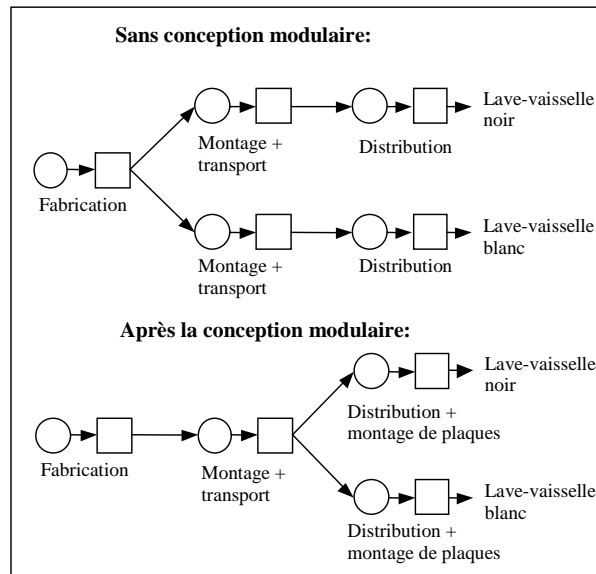 Sans conception modulaire:
Lave-vaisselle
noir
Montage +
transport
Distribution
Fabrication
Lave-vaisselle
blanc
Montage +
transport
Distribution
Après la conception modulaire:
Lave-vaisselle
noir
Distribution +
montage de plaques
Fabrication
Montage +
transport
Lave-vaisselle
blanc
Distribution +
montage de plaques